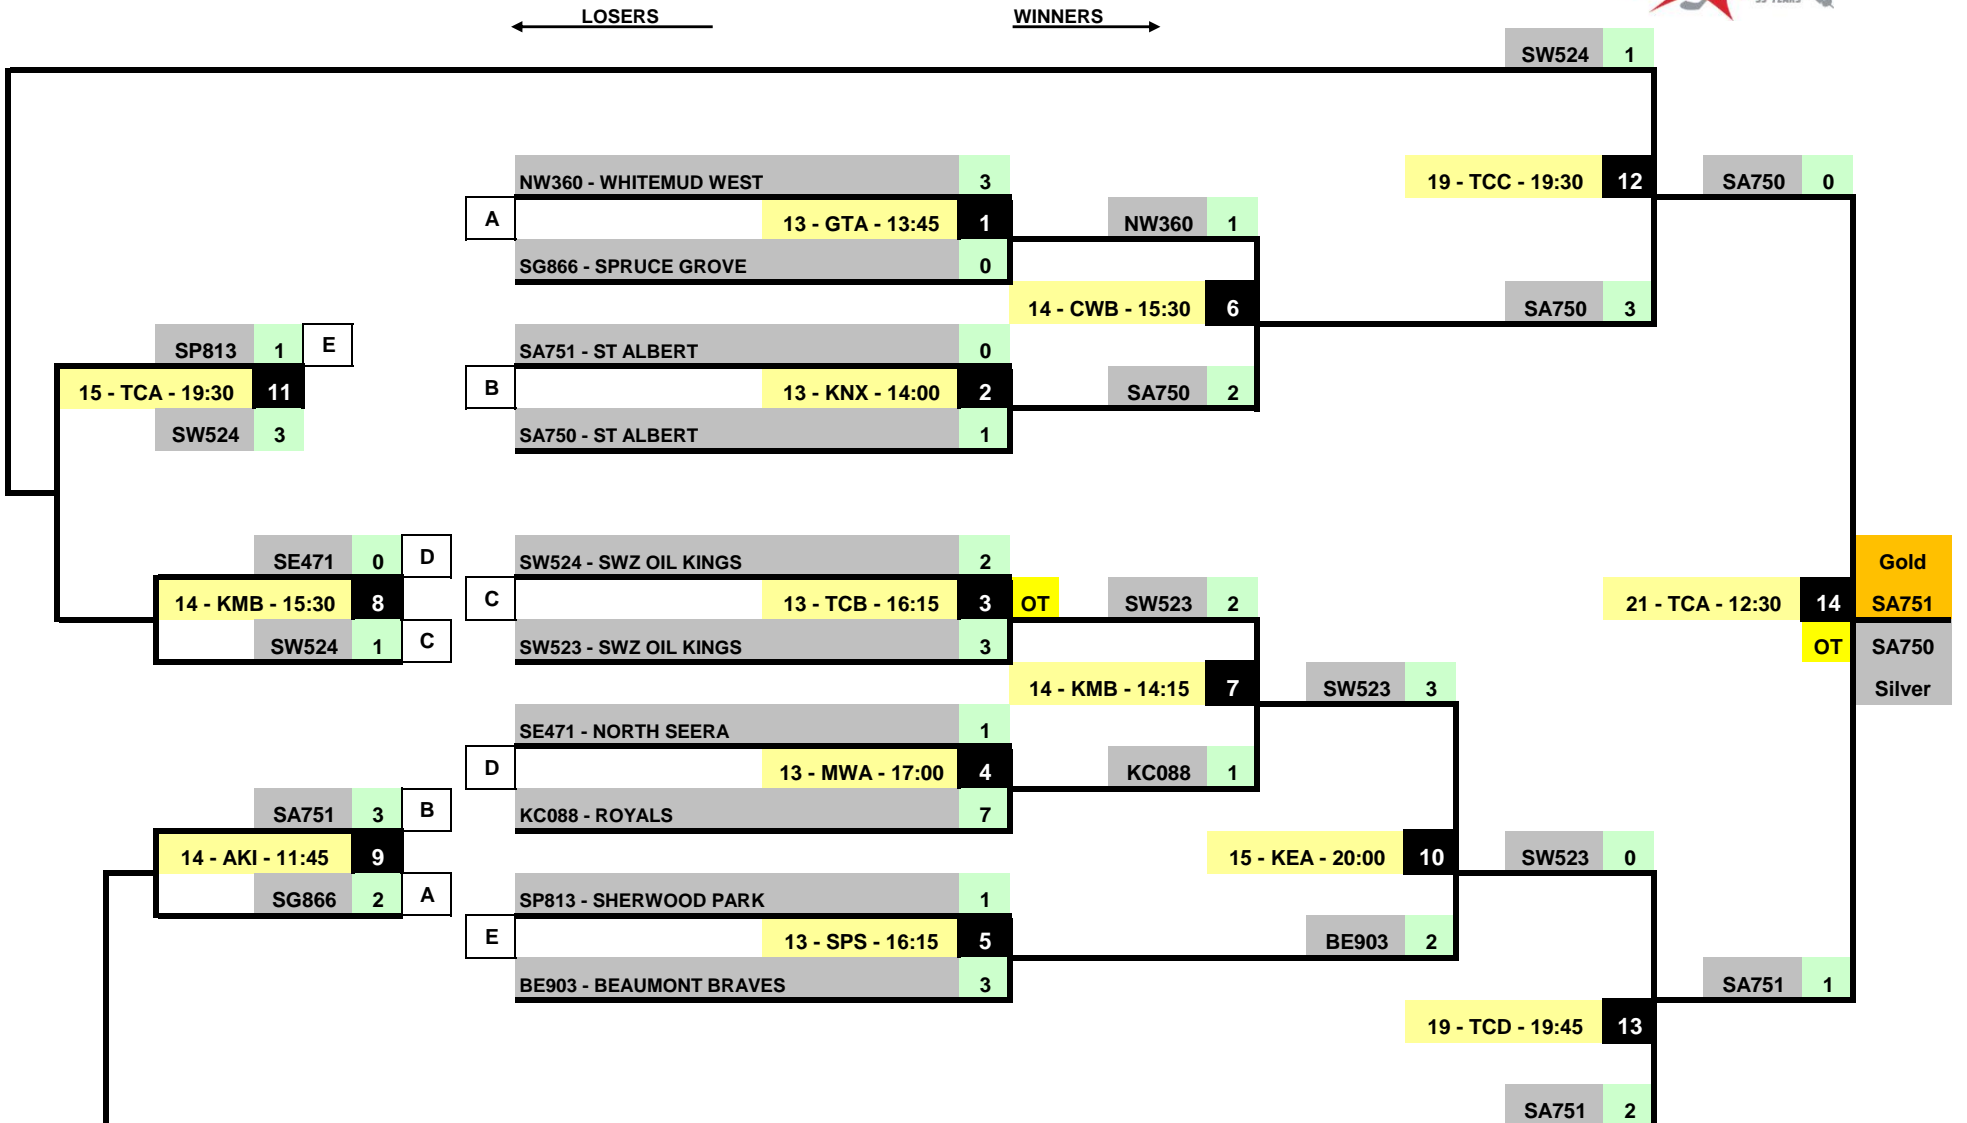 LOSERS WINNERS
35 YEARS
SW524 1
NW360 - WHITEMUD WEST 3 19 - TCC - 19:30 12 SA750 0
A 13 - GTA - 13:45 1 NW360 1
SG866 - SPRUCE GROVE 0
14 - CWB - 15:30 6 SA750 3
SP813 1 E SA751 - ST ALBERT 0
15 - TCA - 19:30 11 B 13 - KNX - 14:00 2 SA750 2
SW524 3 SA750 - ST ALBERT 1
SE471 0 D SW524 - SWZ OIL KINGS 2 Gold
14 - KMB - 15:30 8 C 13 - TCB - 16:15 3 OT SW523 2 21 - TCA - 12:30 14 SA751
SW524 1 C SW523 - SWZ OIL KINGS 3 OT SA750
14 - KMB - 14:15 7 SW523 3 Silver
SE471 - NORTH SEERA 1
D 13 - MWA - 17:00 4 KC088 1
SA751 3 B KC088 - ROYALS 7
14 - AKI - 11:45 9 15 - KEA - 20:00 10 SW523 0
SG866 2 A SP813 - SHERWOOD PARK 1
E 13 - SPS - 16:15 5 BE903 2
BE903 - BEAUMONT BRAVES 3 SA751 1
19 - TCD - 19:45 13
SA751 2